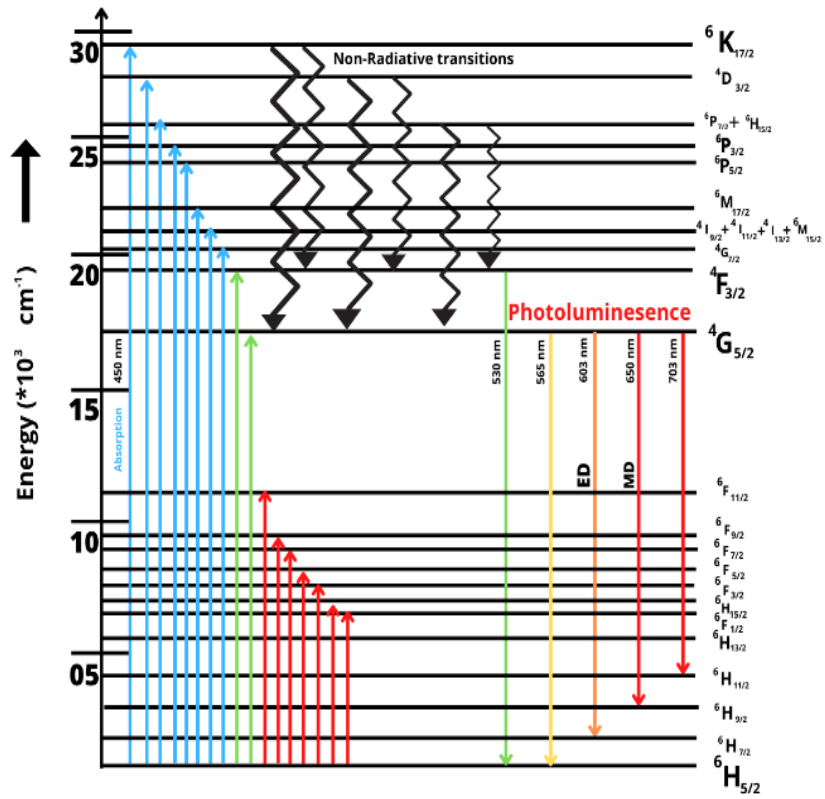 30
25
20
15
10
05
Energy (*10³ cm⁻¹)
450 nm
Absorption
Non-Radiative transitions
Photoluminesence
530 nm
565 nm
603 nm
650 nm
703 nm
ED
MD
⁶K₁₇/₂
⁴D ₃/₂
⁶P₇/₂+ ⁶H₁₅/₂
⁶P₃/₂
⁶P₅/₂
⁶M₁₇/₂
⁴I₉/₂+⁴I₁₁/₂+⁴I₁₃/₂+ ⁶M₁₅/₂
⁴G₇/₂
⁴F₃/₂
⁴G₅/₂
⁶F₁₁/₂
⁶F₉/₂
⁶F₇/₂
⁶F₅/₂
⁶F₃/₂
⁶H₁₅/₂
⁶F₁/₂
⁶H₁₃/₂
⁶H₁₁/₂
⁶H₉/₂
⁶H₇/₂
⁶H₅/₂